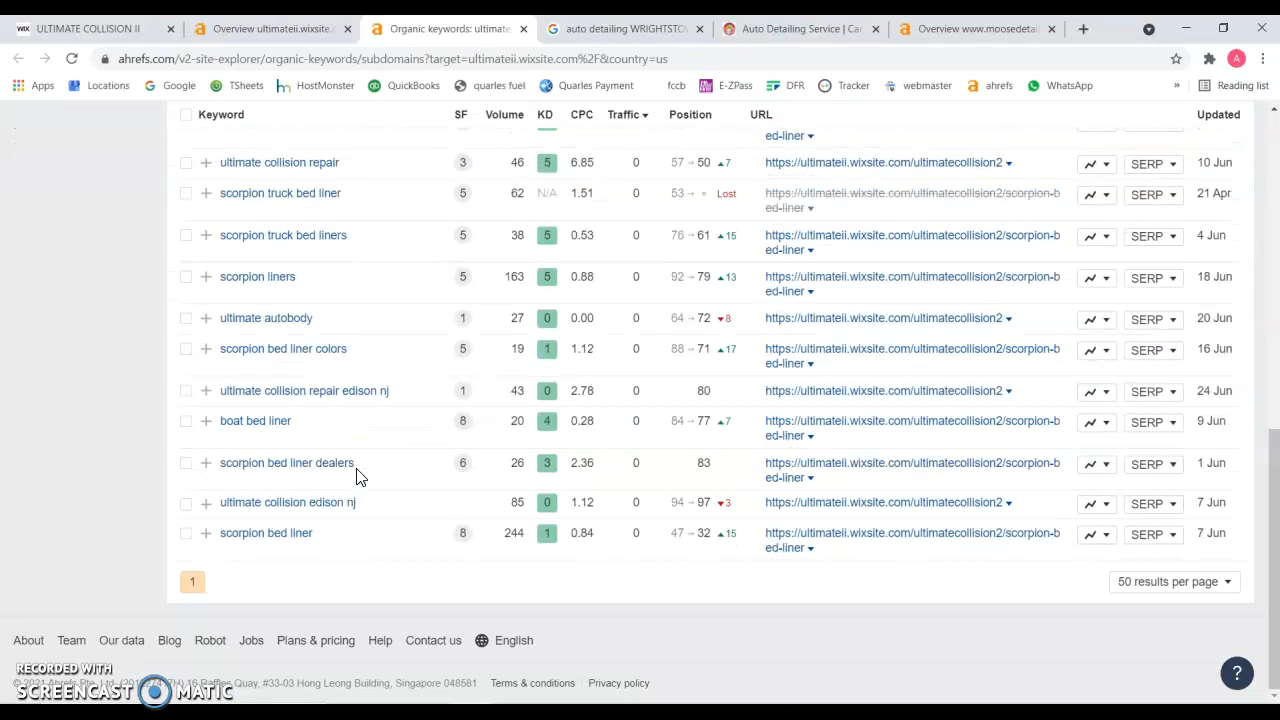 WIX ULTIMATE COLLISION II
Overview ultimateii.wixsite.
Organic keywords: ultimate
auto detailing WRIGHTSTO
Auto Detailing Service | Ca
Overview www.moosedetai
ahrefs.com/v2-site-explorer/organic-keywords/subdomains?target=ultimateii.wixsite.com%2F&country=us
A
Apps Locations Google TSheets HostMonster QuickBooks quarles fuel Quarles Payment fccb E-ZPass DFR Tracker webmaster ahrefs WhatsApp » Reading list
Keyword SF Volume KD CPC Traffic Position URL Updated
ed-liner
ultimate collision repair 3 46 5 6.85 0 57 → 50 7 https://ultimateii.wixsite.com/ultimatecollision2 SERP 10 Jun
scorpion truck bed liner 5 62 N/A 1.51 0 53 → Lost https://ultimateii.wixsite.com/ultimatecollision2/scorpion-b SERP 21 Apr
ed-liner
scorpion truck bed liners 5 38 5 0.53 0 76 → 61 15 https://ultimateii.wixsite.com/ultimatecollision2/scorpion-b SERP 4 Jun
ed-liner
scorpion liners 5 163 5 0.88 0 92 → 79 13 https://ultimateii.wixsite.com/ultimatecollision2/scorpion-b SERP 18 Jun
ed-liner
ultimate autobody 1 27 0 0.00 0 64 → 72 8 https://ultimateii.wixsite.com/ultimatecollision2 SERP 20 Jun
scorpion bed liner colors 5 19 1 1.12 0 88 → 71 17 https://ultimateii.wixsite.com/ultimatecollision2/scorpion-b SERP 16 Jun
ed-liner
ultimate collision repair edison nj 1 43 0 2.78 0 80 https://ultimateii.wixsite.com/ultimatecollision2 SERP 24 Jun
boat bed liner 8 20 4 0.28 0 84 → 77 7 https://ultimateii.wixsite.com/ultimatecollision2/scorpion-b SERP 9 Jun
ed-liner
scorpion bed liner dealers 6 26 3 2.36 0 83 https://ultimateii.wixsite.com/ultimatecollision2/scorpion-b SERP 1 Jun
ed-liner
ultimate collision edison nj 85 0 1.12 0 94 → 97 3 https://ultimateii.wixsite.com/ultimatecollision2 SERP 7 Jun
scorpion bed liner 8 244 1 0.84 0 47 → 32 15 https://ultimateii.wixsite.com/ultimatecollision2/scorpion-b SERP 7 Jun
ed-liner
1 50 results per page
About Team Our data Blog Robot Jobs Plans & pricing Help Contact us English
?
RECORDED WITH
© 2021 Ahrefs Pte. Ltd. 16 Raffles Quay, #33-03 Hong Leong Building, Singapore 048581 Terms & conditions Privacy policy
SCREENCAST MATIC